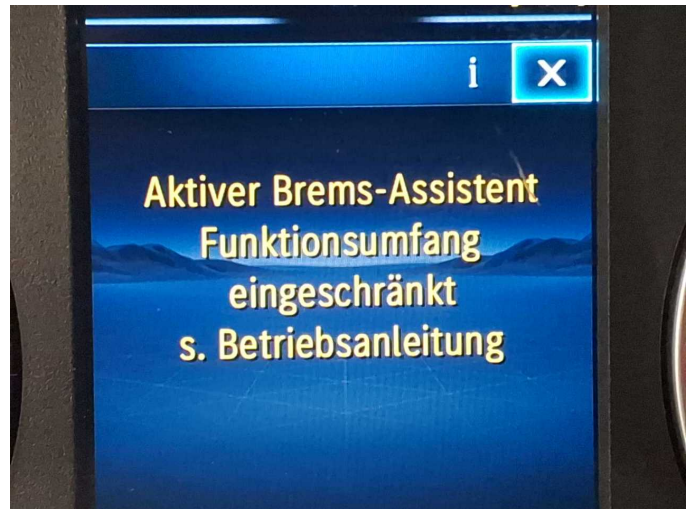 i X
Aktiver Brems-Assistent
Funktionsumfang
eingeschränkt
s. Betriebsanleitung